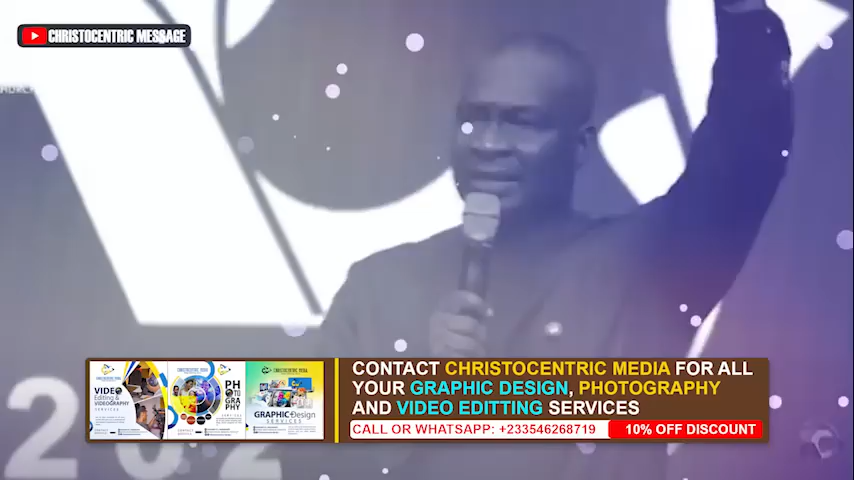 CHRISTOCENTRIC MESSAGE
202
CONTACT CHRISTOCENTRIC MEDIA FOR ALL
YOUR GRAPHIC DESIGN, PHOTOGRAPHY
AND VIDEO EDITTING SERVICES
CALL OR WHATSAPP: +233546268719
10% OFF DISCOUNT
VIDEO
Editing &
VIDEOGRAPHY
SERVICES
PH
OTO
GRA
PHY
GRAPHIC Design
SERVICES